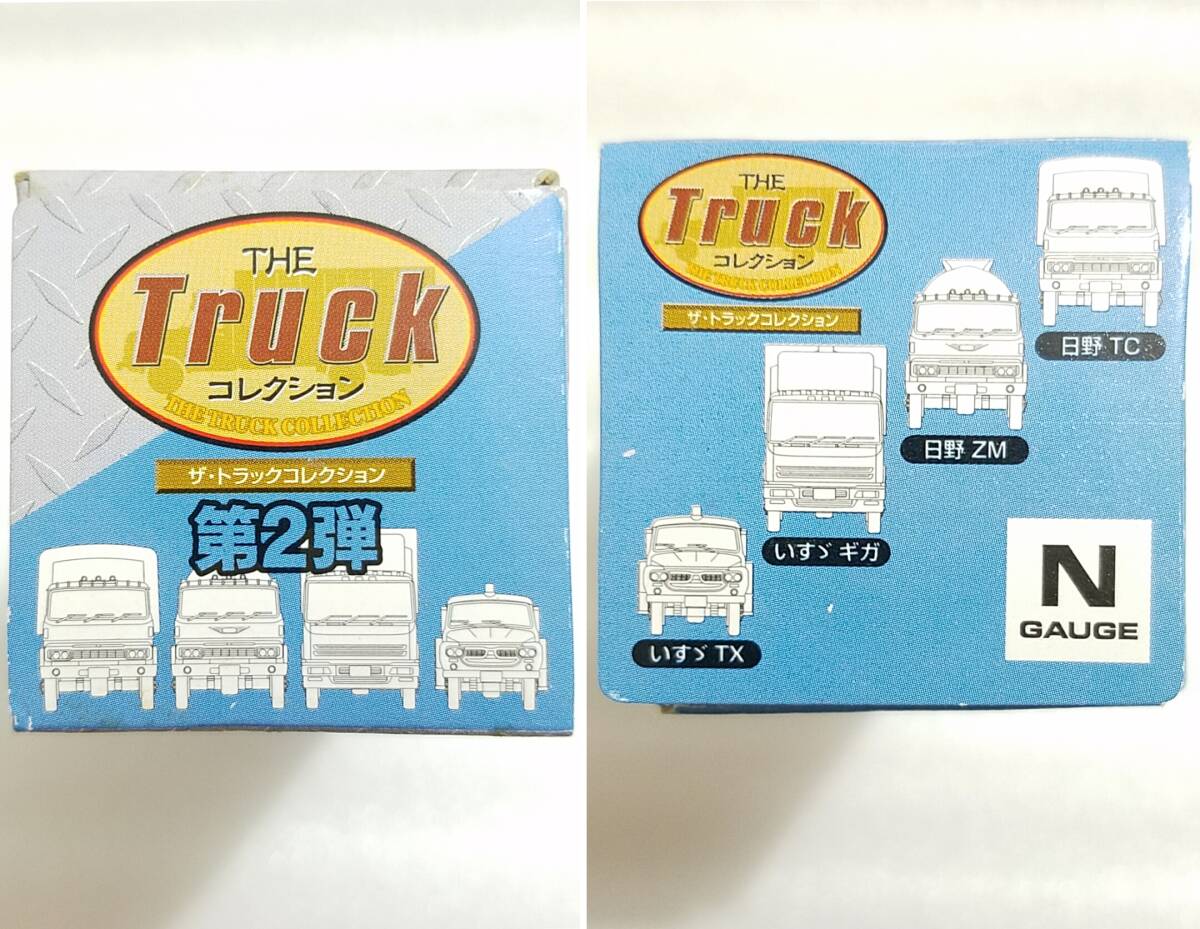 THE
Truck
コレクション
THE TRUCK COLLECTION
ザ・トラックコレクション
第2弾
THE
Truck
コレクション
THE TRUCK COLLECTION
ザ・トラックコレクション
日野 TC
日野 ZM
いすゞ ギガ
いすゞ TX
N
GAUGE